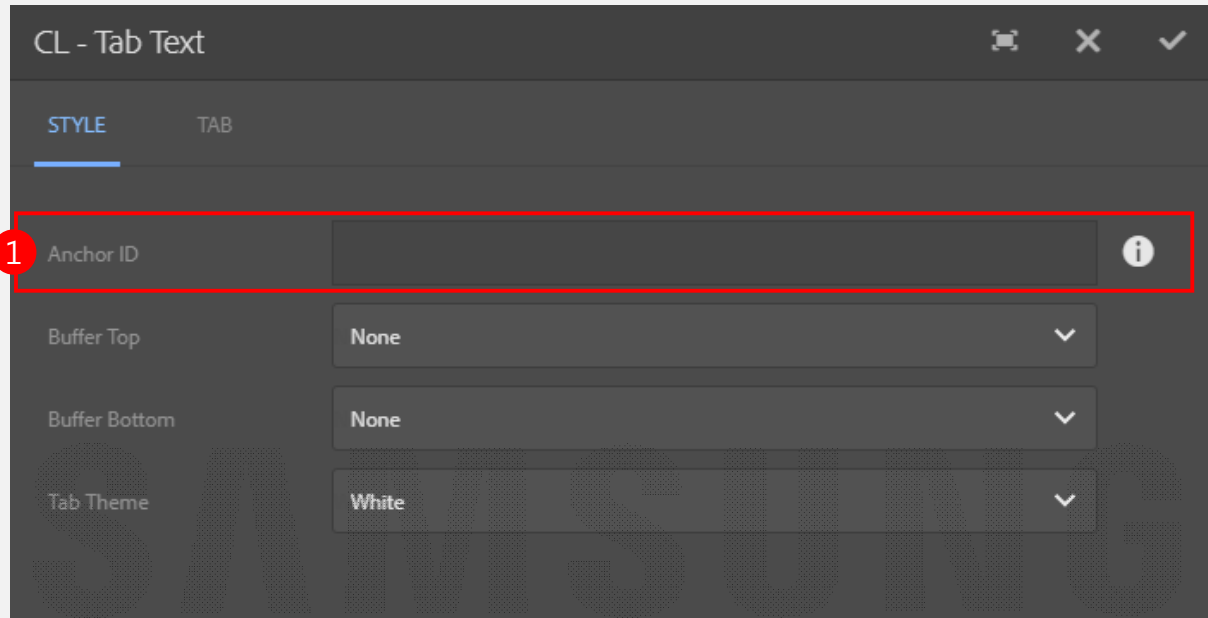 CL - Tab Text
STYLE TAB
1 Anchor ID
Buffer Top None
Buffer Bottom None
Tab Theme White
SAMSUNG